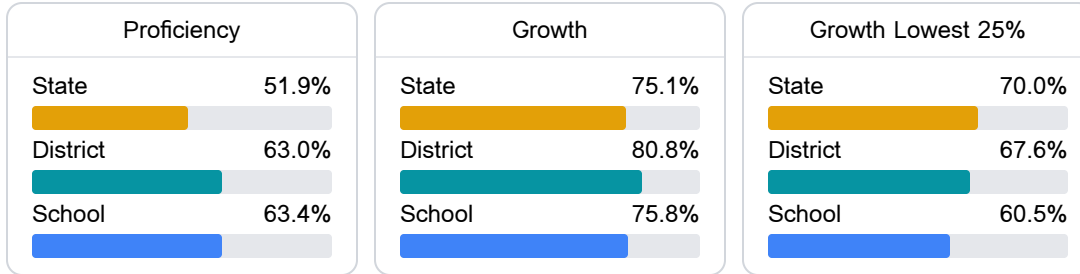 Proficiency
State 51.9%
District 63.0%
School 63.4%
Growth
State 75.1%
District 80.8%
School 75.8%
Growth Lowest 25%
State 70.0%
District 67.6%
School 60.5%